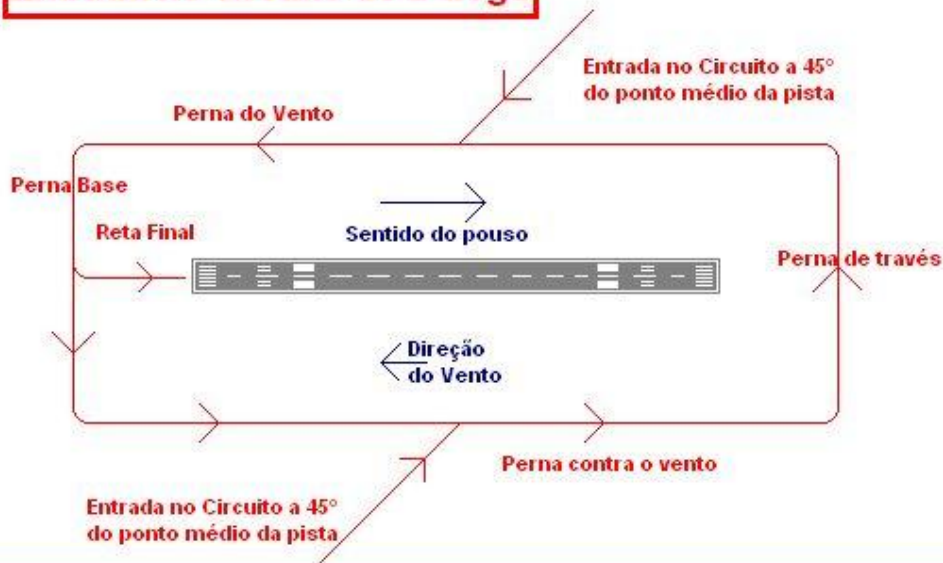 Entrada no Circuito a 45°
do ponto médio da pista
Perna do Vento
Perna Base
Reta Final
Sentido do pouso
Perna de través
Direção
do Vento
Perna contra o vento
Entrada no Circuito a 45°
do ponto médio da pista